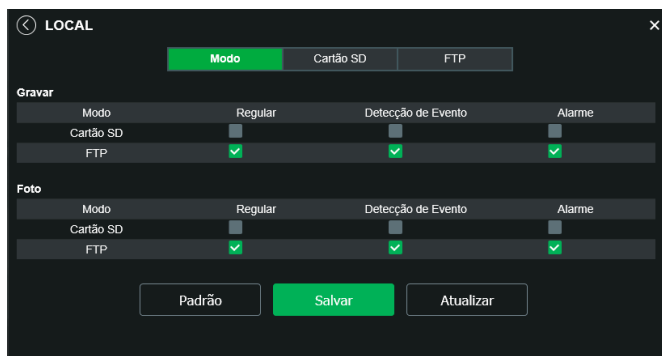 LOCAL
Modo Cartão SD FTP
Gravar
Modo Regular Detecção de Evento Alarme
Cartão SD
FTP
Foto
Modo Regular Detecção de Evento Alarme
Cartão SD
FTP
Padrão Salvar Atualizar